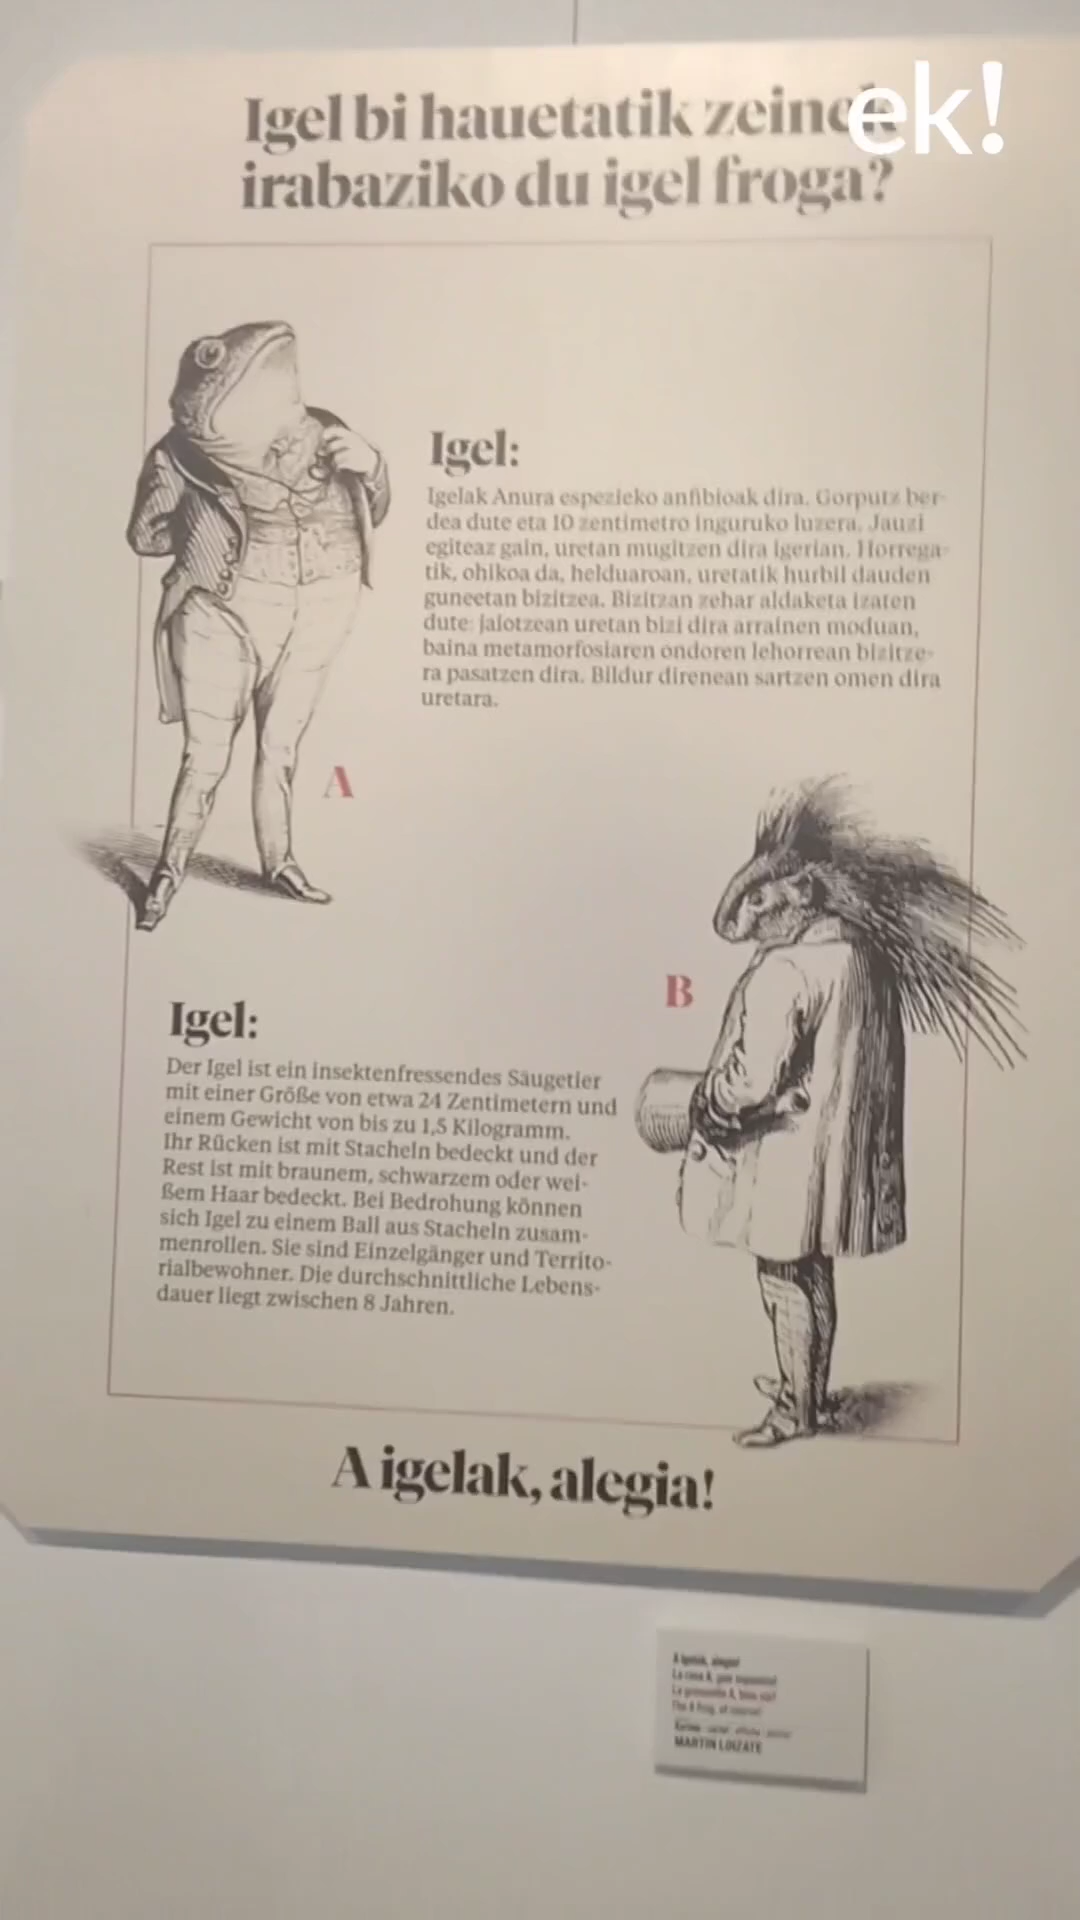 ek!
Igel bi hauetatik zeinek
irabaziko du igel froga?
Igel:
Igelak Anura espezieko anfibioak dira. Gorputz ber-
dea dute eta 10 zentimetro inguruko luzera. Jauzi
egiteaz gain, uretan mugitzen dira igerian. Horrega-
tik, ohikoa da, helduaroan, uretatik hurbil dauden
guneetan bizitzea. Bizitzan zehar aldaketa izaten
dute: jaiotzean uretan bizi dira arrainen moduan,
baina metamorfosiaren ondoren lehorrean bizitze-
ra pasatzen dira. Bildur direnean sartzen omen dira
uretara.
A
B
Igel:
Der Igel ist ein insektenfressendes Säugetier
mit einer Größe von etwa 24 Zentimetern und
einem Gewicht von bis zu 1,5 Kilogramm.
Ihr Rücken ist mit Stacheln bedeckt und der
Rest ist mit braunem, schwarzem oder wei-
ßem Haar bedeckt. Bei Bedrohung können
sich Igel zu einem Ball aus Stacheln zusam-
menrollen. Sie sind Einzelgänger und Territo-
rialbewohner. Die durchschnittliche Lebens-
dauer liegt zwischen 8 Jahren.
A igelak, alegia!
MARTIN LOIZATE